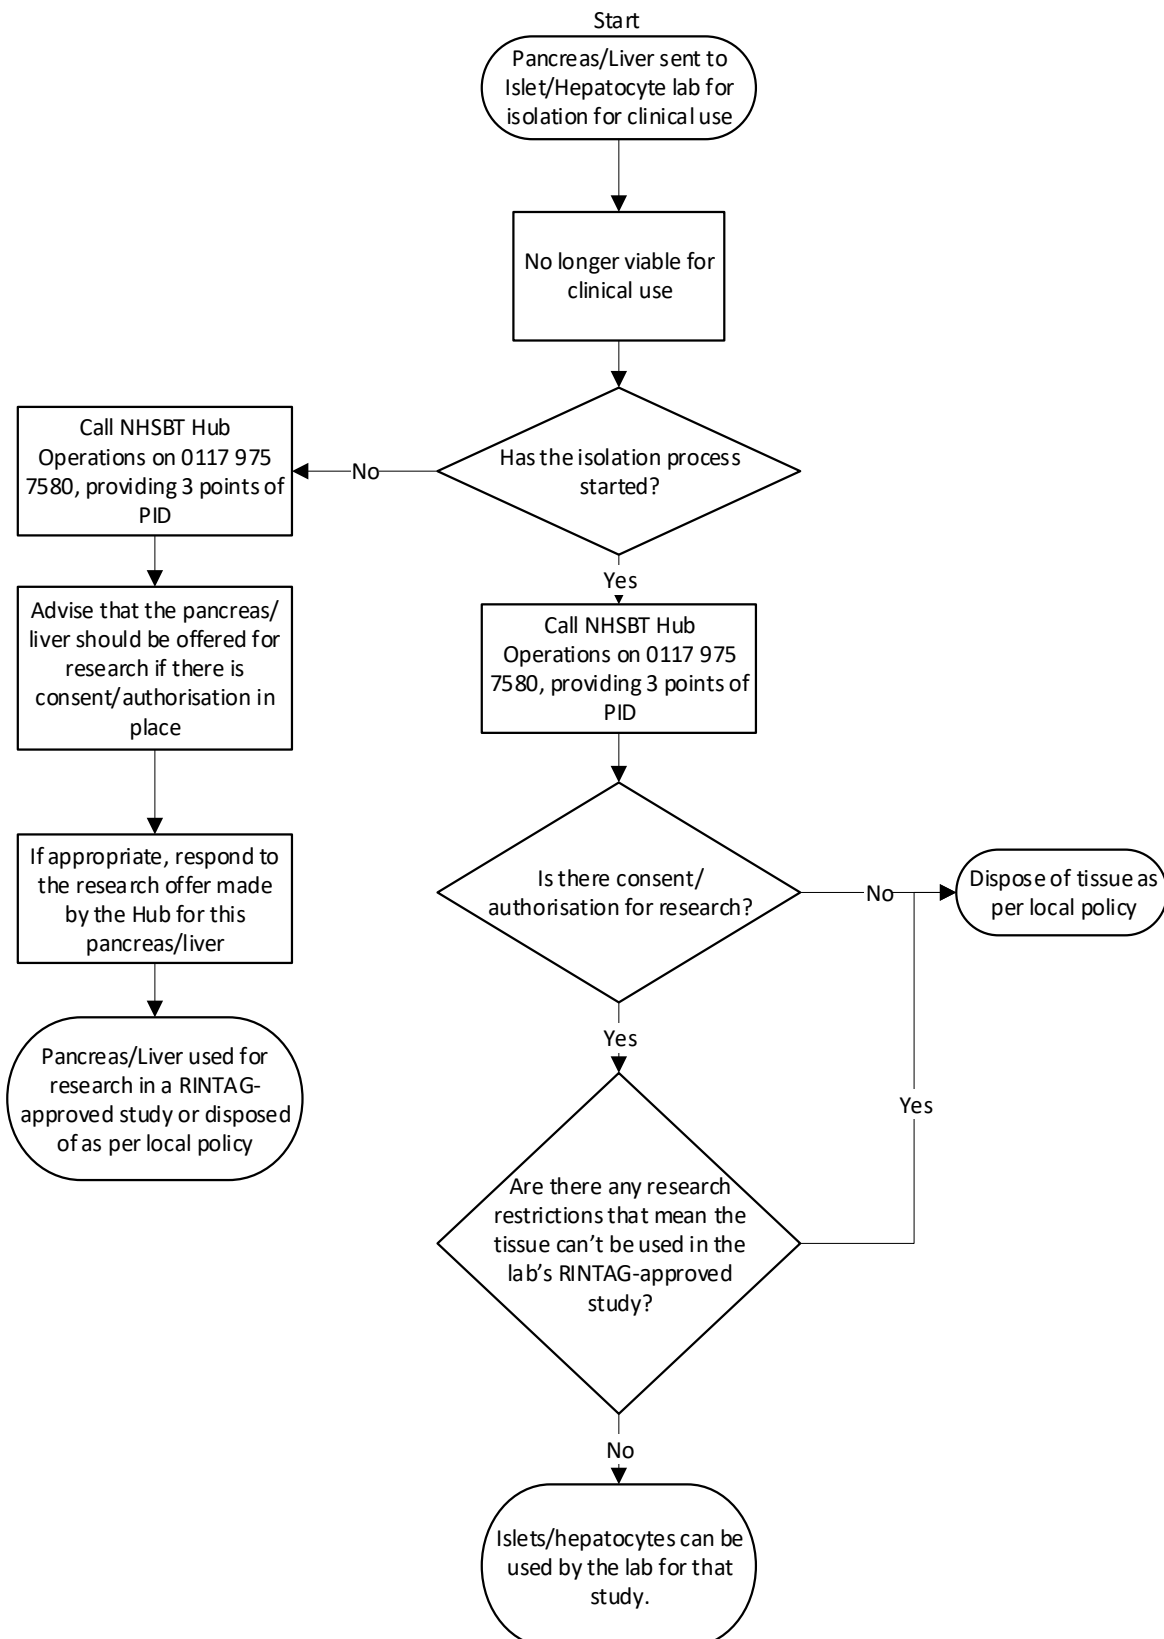 Start
Pancreas/Liver sent to
Islet/Hepatocyte lab for
isolation for clinical use
No longer viable for
clinical use
Has the isolation process
started?
No
Call NHSBT Hub
Operations on 0117 975
7580, providing 3 points of
PID
Advise that the pancreas/
liver should be offered for
research if there is
consent/authorisation in
place
If appropriate, respond to
the research offer made
by the Hub for this
pancreas/liver
Pancreas/Liver used for
research in a RINTAG-
approved study or disposed
of as per local policy
Yes
Call NHSBT Hub
Operations on 0117 975
7580, providing 3 points of
PID
Is there consent/
authorisation for research?
No
Dispose of tissue as
per local policy
Yes
Are there any research
restrictions that mean the
tissue can't be used in the
lab's RINTAG-approved
study?
Yes
No
Islets/hepatocytes can be
used by the lab for that
study.